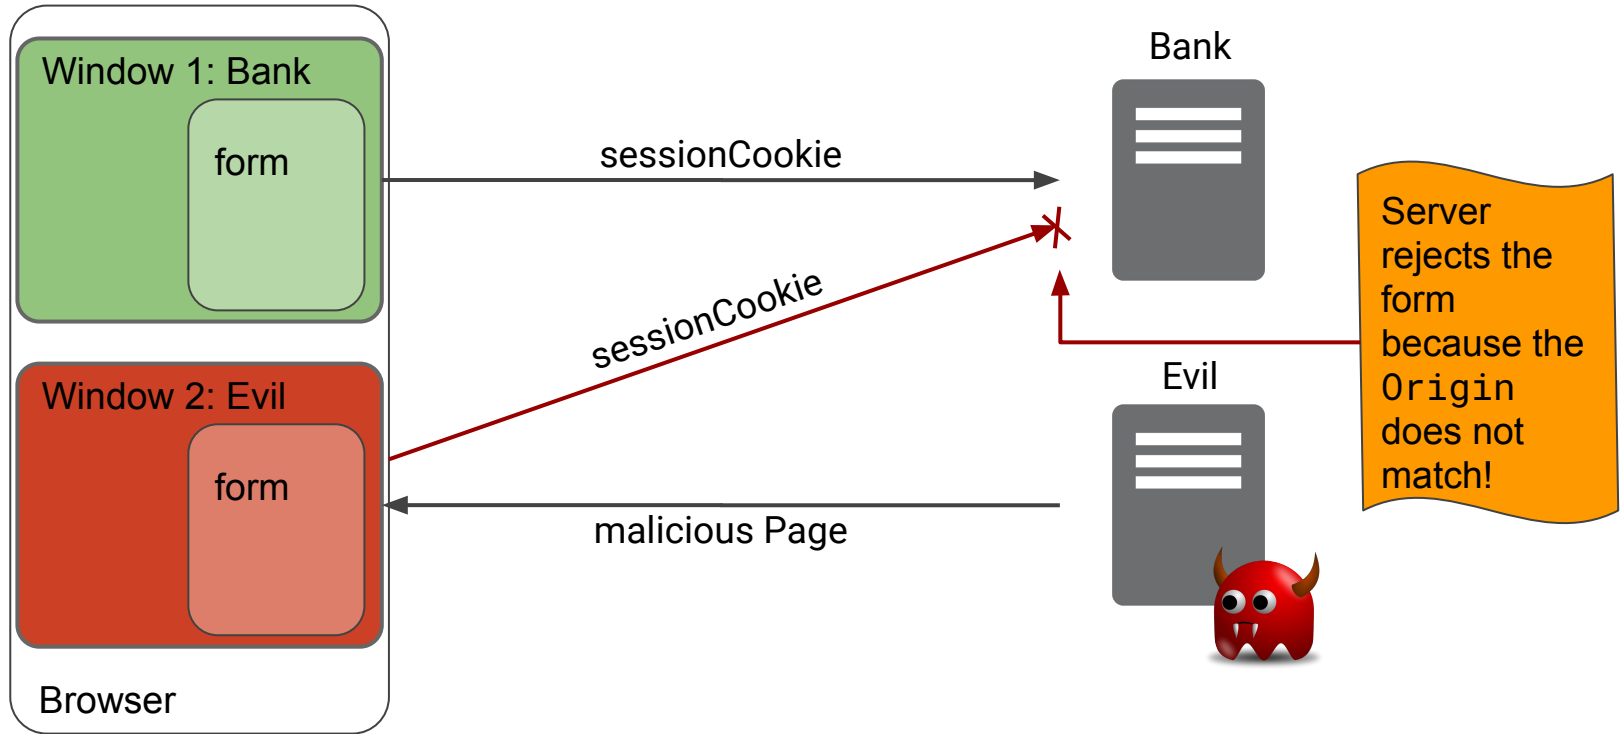 Window 1: Bank
form
sessionCookie
Bank
sessionCookie
Server
rejects the
form
because the
Origin
does not
match!
Window 2: Evil
form
malicious Page
Evil
Browser